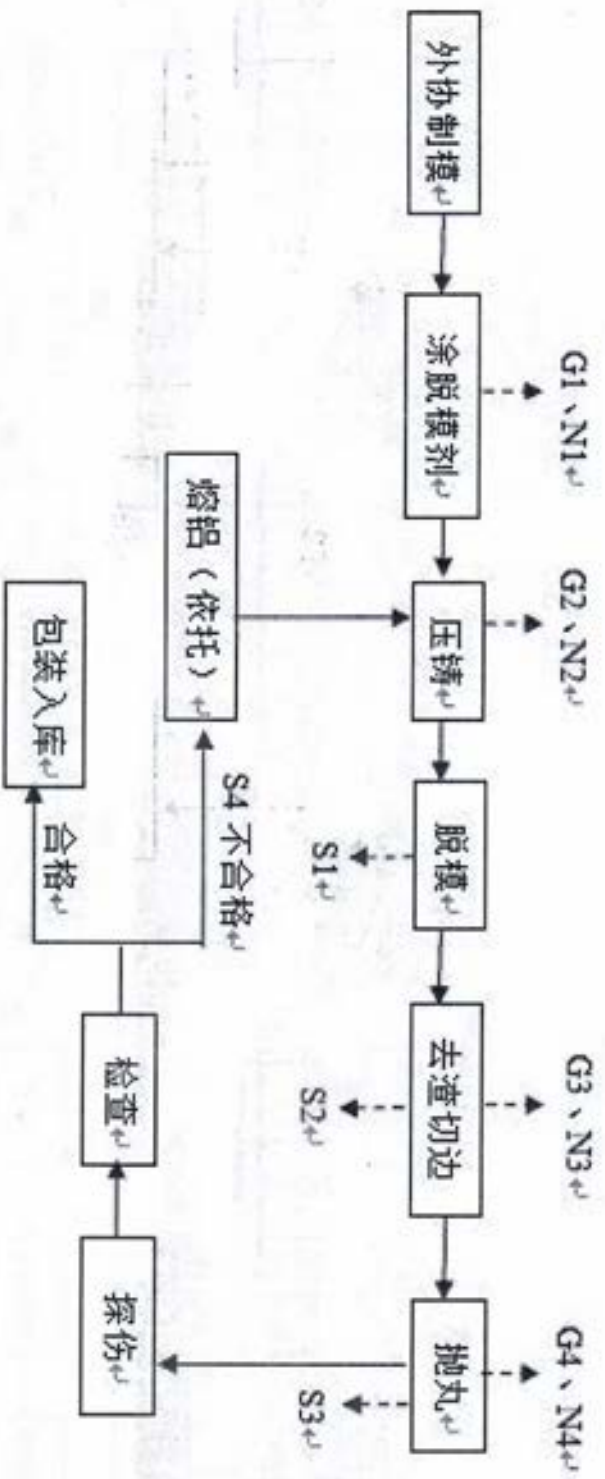 G1、N1
G2、N2
G3、N3
G4、N4
外协制模
涂脱模剂
压铸
脱模
去渣切边
抛丸
S1
S2
S3
熔铝（依托）
S4 不合格
包装入库
合格
检查
探伤